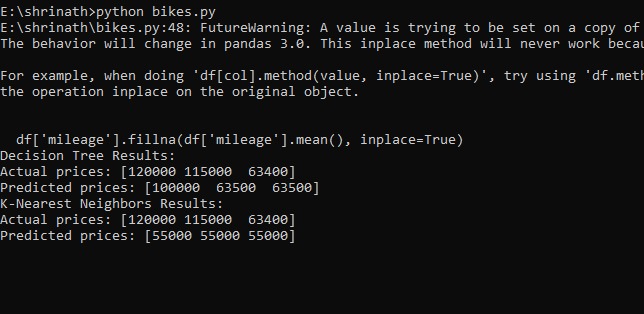 E:\shrinath>python bikes.py
E:\shrinath\bikes.py:48: FutureWarning: A value is trying to be set on a copy of
The behavior will change in pandas 3.0. This inplace method will never work becau
For example, when doing 'df[col].method(value, inplace=True)', try using 'df.meth
the operation inplace on the original object.
df['mileage'].fillna(df['mileage'].mean(), inplace=True)
Decision Tree Results:
Actual prices: [120000 115000  63400]
Predicted prices: [100000  63500  63500]
K-Nearest Neighbors Results:
Actual prices: [120000 115000  63400]
Predicted prices: [55000 55000 55000]